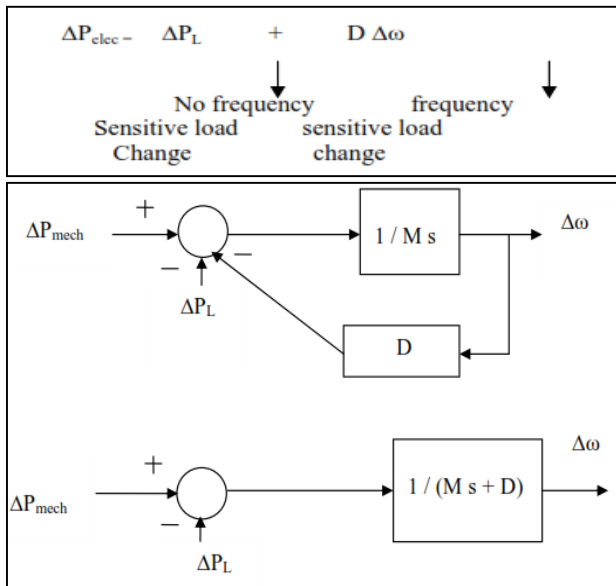 ΔP_elec – ΔP_L + D Δω
No frequency frequency
Sensitive load sensitive load
Change change
+
ΔP_mech 1 / M s Δω
– –
ΔP_L
D
Δω
+
1 / (M s + D)
ΔP_mech
–
ΔP_L